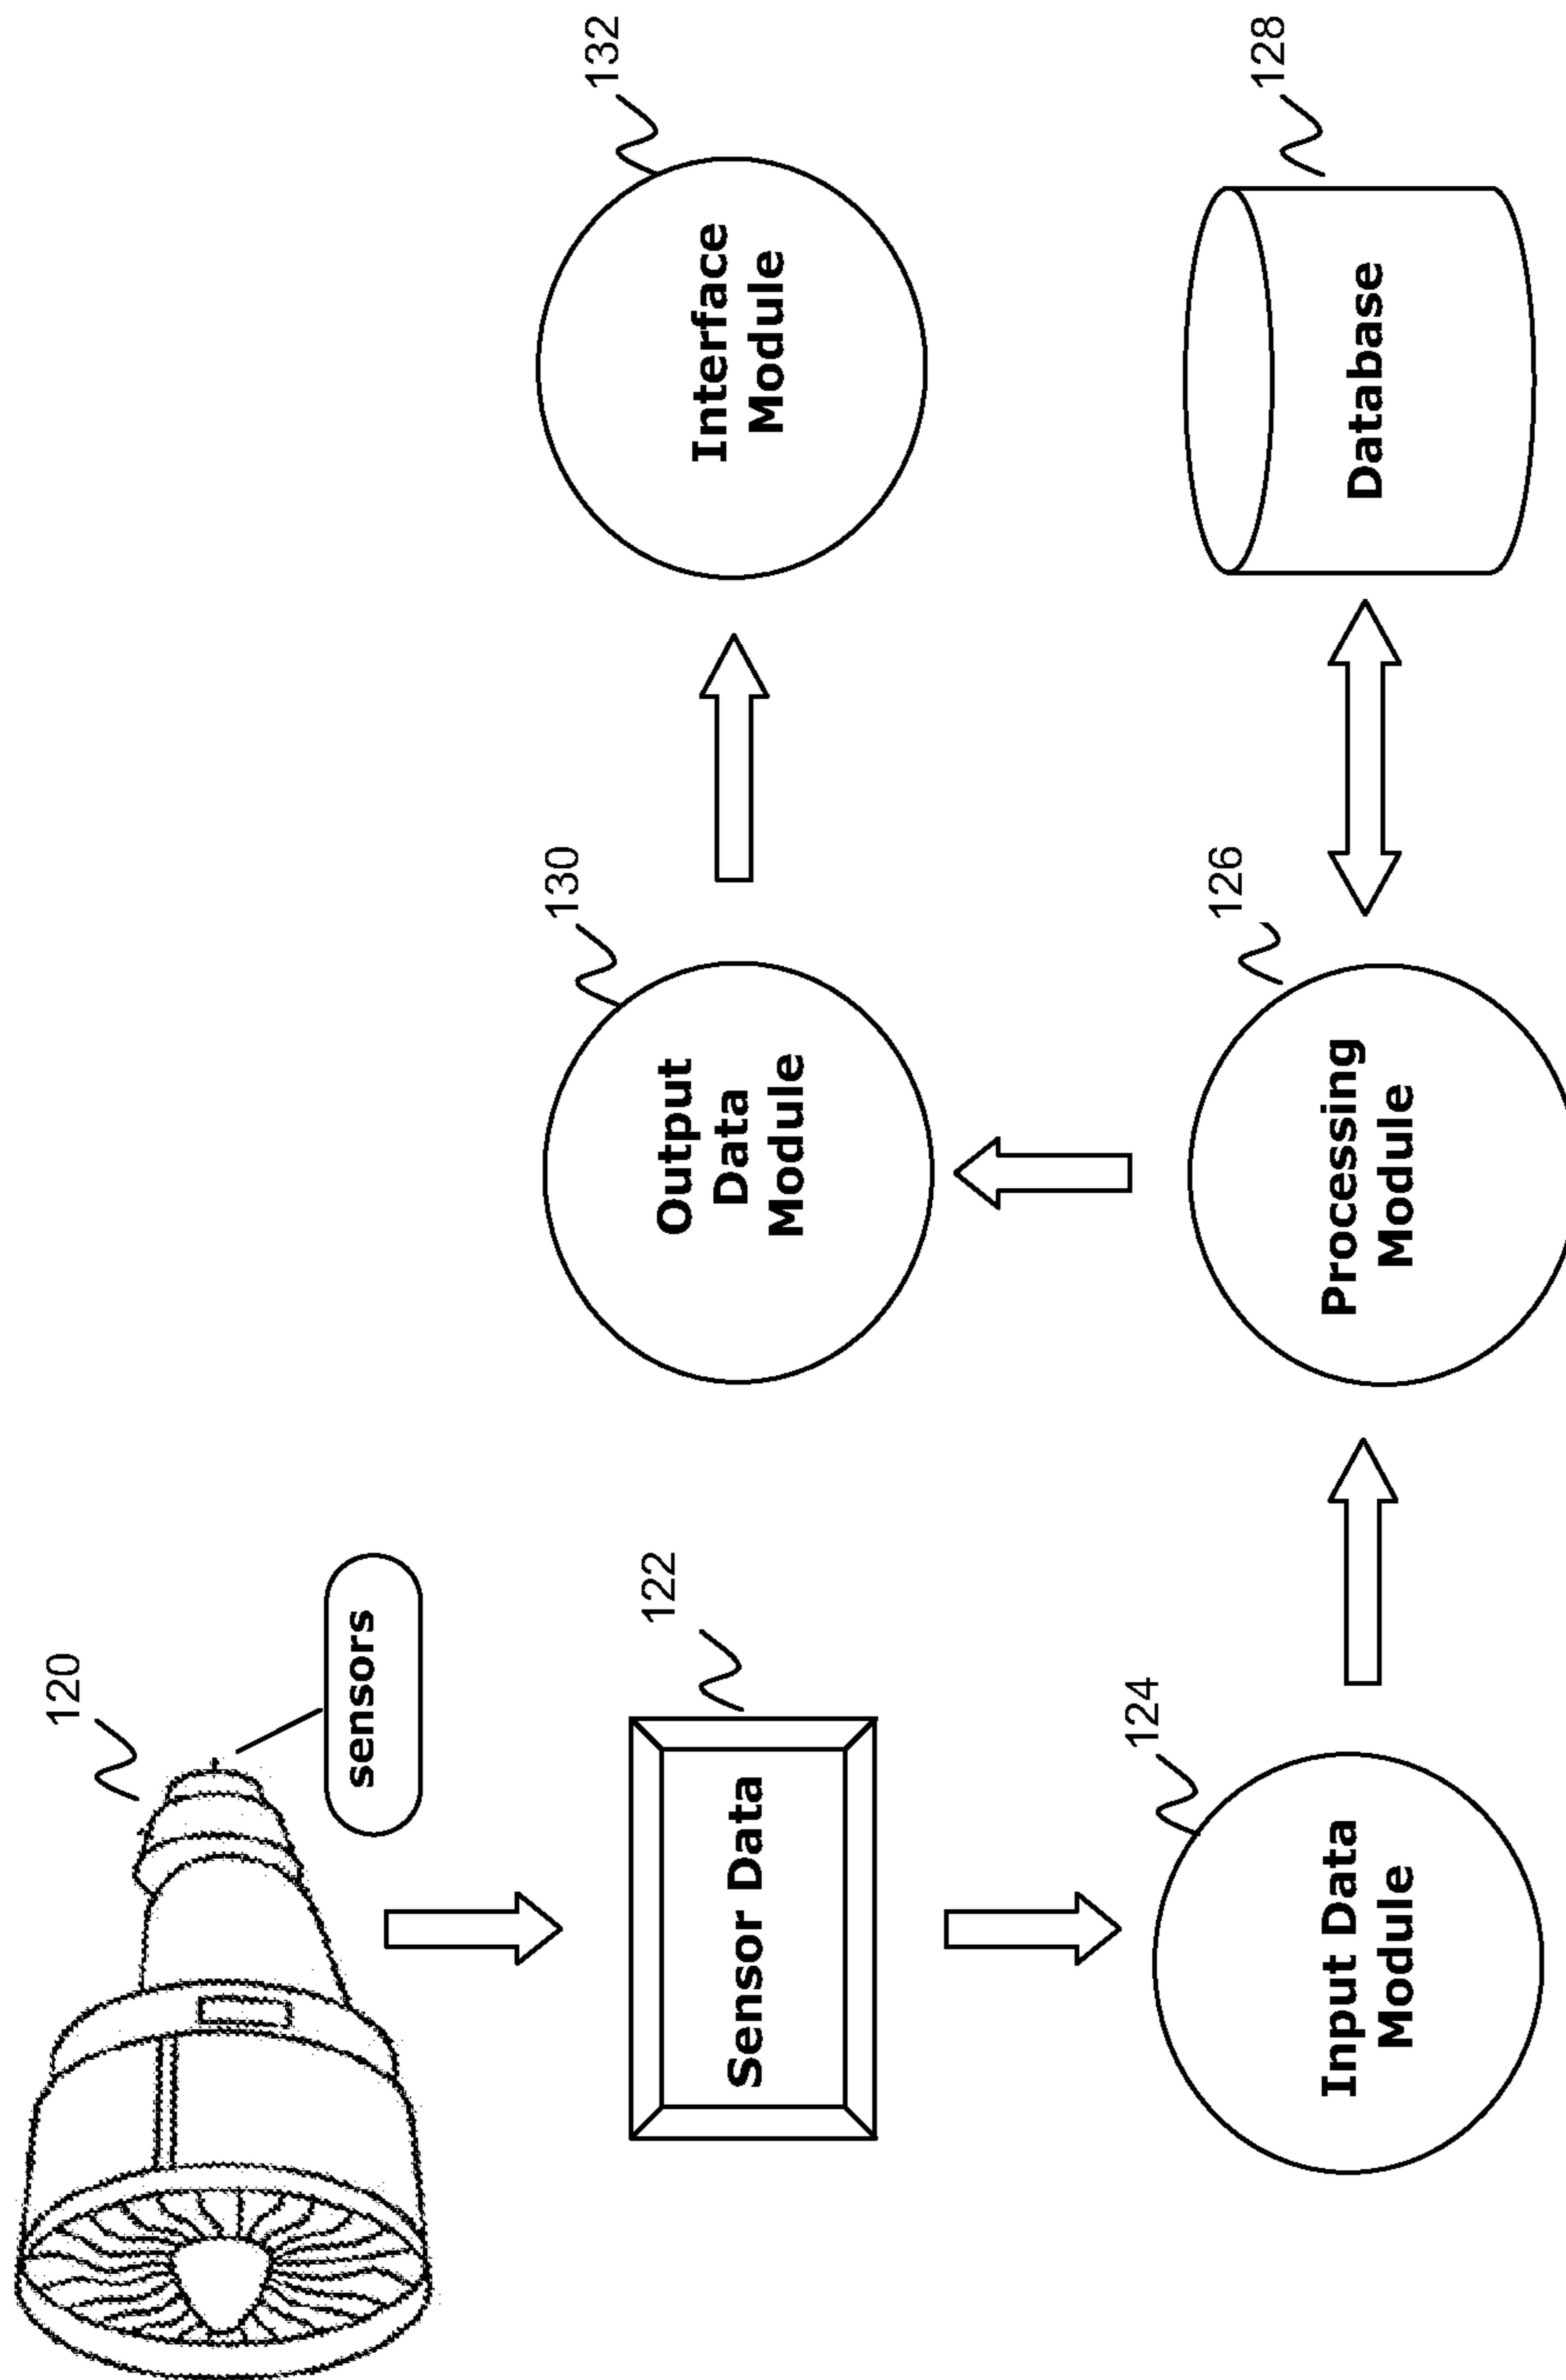 120
sensors
122
Sensor Data
124
Input Data
Module
126
Processing
Module
128
Database
130
Output
Data
Module
132
Interface
Module